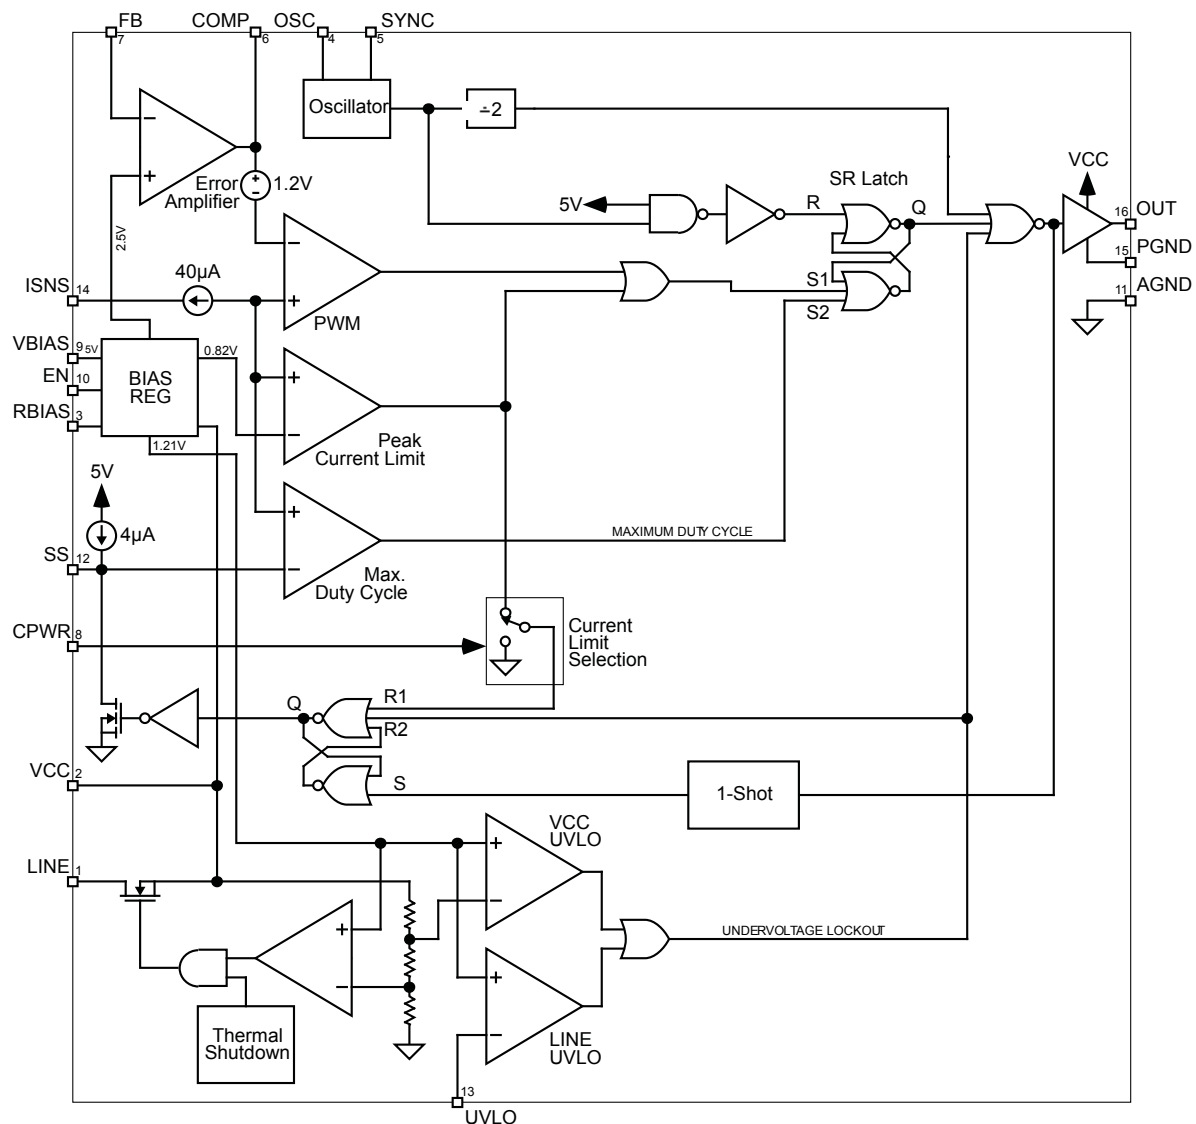 FB COMP OSC SYNC
7 6 4 5
Oscillator
÷2
VCC
+
−
Error
Amplifier
+
−
1.2V
SR Latch
5V
R
Q
16 OUT
15 PGND
11 AGND
2.5V
ISNS 14
40µA
−
+
PWM
S1
S2
VBIAS 9 5V
0.82V
EN 10
BIAS
REG
RBIAS 3
1.21V
+
−
Peak
Current Limit
5V
4µA
SS 12
+
−
Max.
Duty Cycle
MAXIMUM DUTY CYCLE
CPWR 8
Current
Limit
Selection
Q
R1
R2
S
1-Shot
VCC 2
LINE 1
VCC
UVLO
+
−
+
−
UNDERVOLTAGE LOCKOUT
+
−
LINE
UVLO
Thermal
Shutdown
13
UVLO